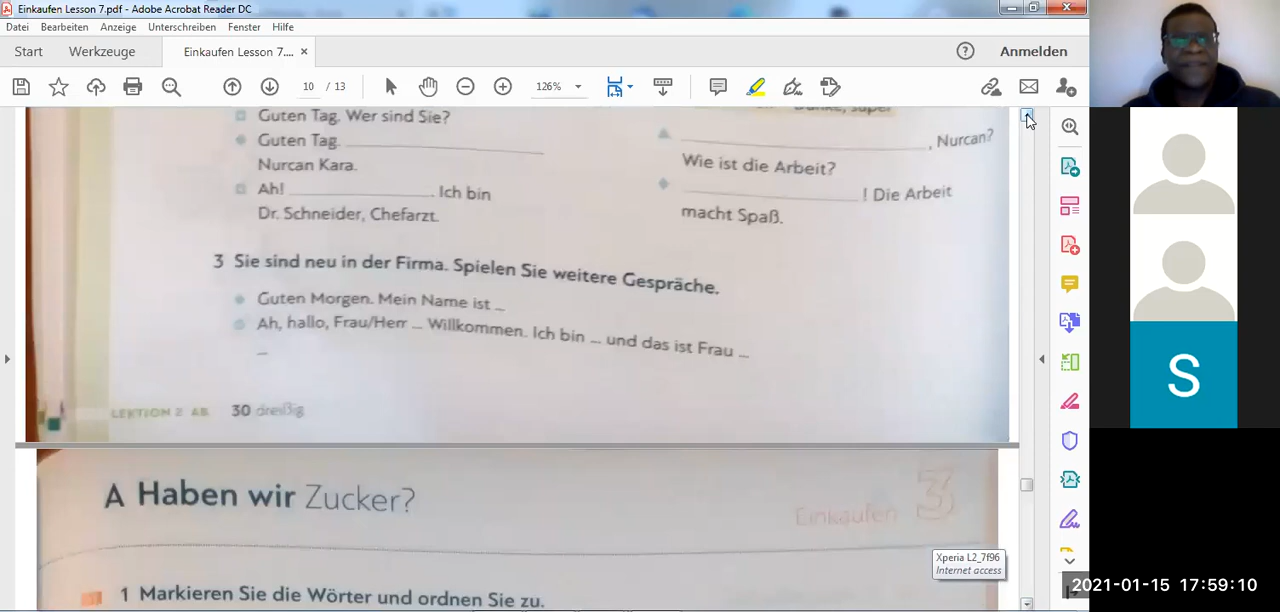 Einkaufen Lesson 7.pdf - Adobe Acrobat Reader DC
Datei Bearbeiten Anzeige Unterschreiben Fenster Hilfe
Start Werkzeuge Einkaufen Lesson 7.... × Anmelden
10 / 13 126%
Guten Tag. Wer sind Sie?
Guten Tag.
Nurcan Kara.
Ah! Ich bin
Dr. Schneider, Chefarzt.
, super
, Nurcan?
Wie ist die Arbeit?
! Die Arbeit
macht Spaß.
3 Sie sind neu in der Firma. Spielen Sie weitere Gespräche.
Guten Morgen. Mein Name ist ...
Ah, hallo, Frau/Herr ... Willkommen. Ich bin ... und das ist Frau ...
...
LEKTION 2 AB 30 dreißig
A Haben wir Zucker?
Einkaufen 3
1 Markieren Sie die Wörter und ordnen Sie zu.
Xperia L2_7f96
Internet access
S
2021-01-15 17:59:10